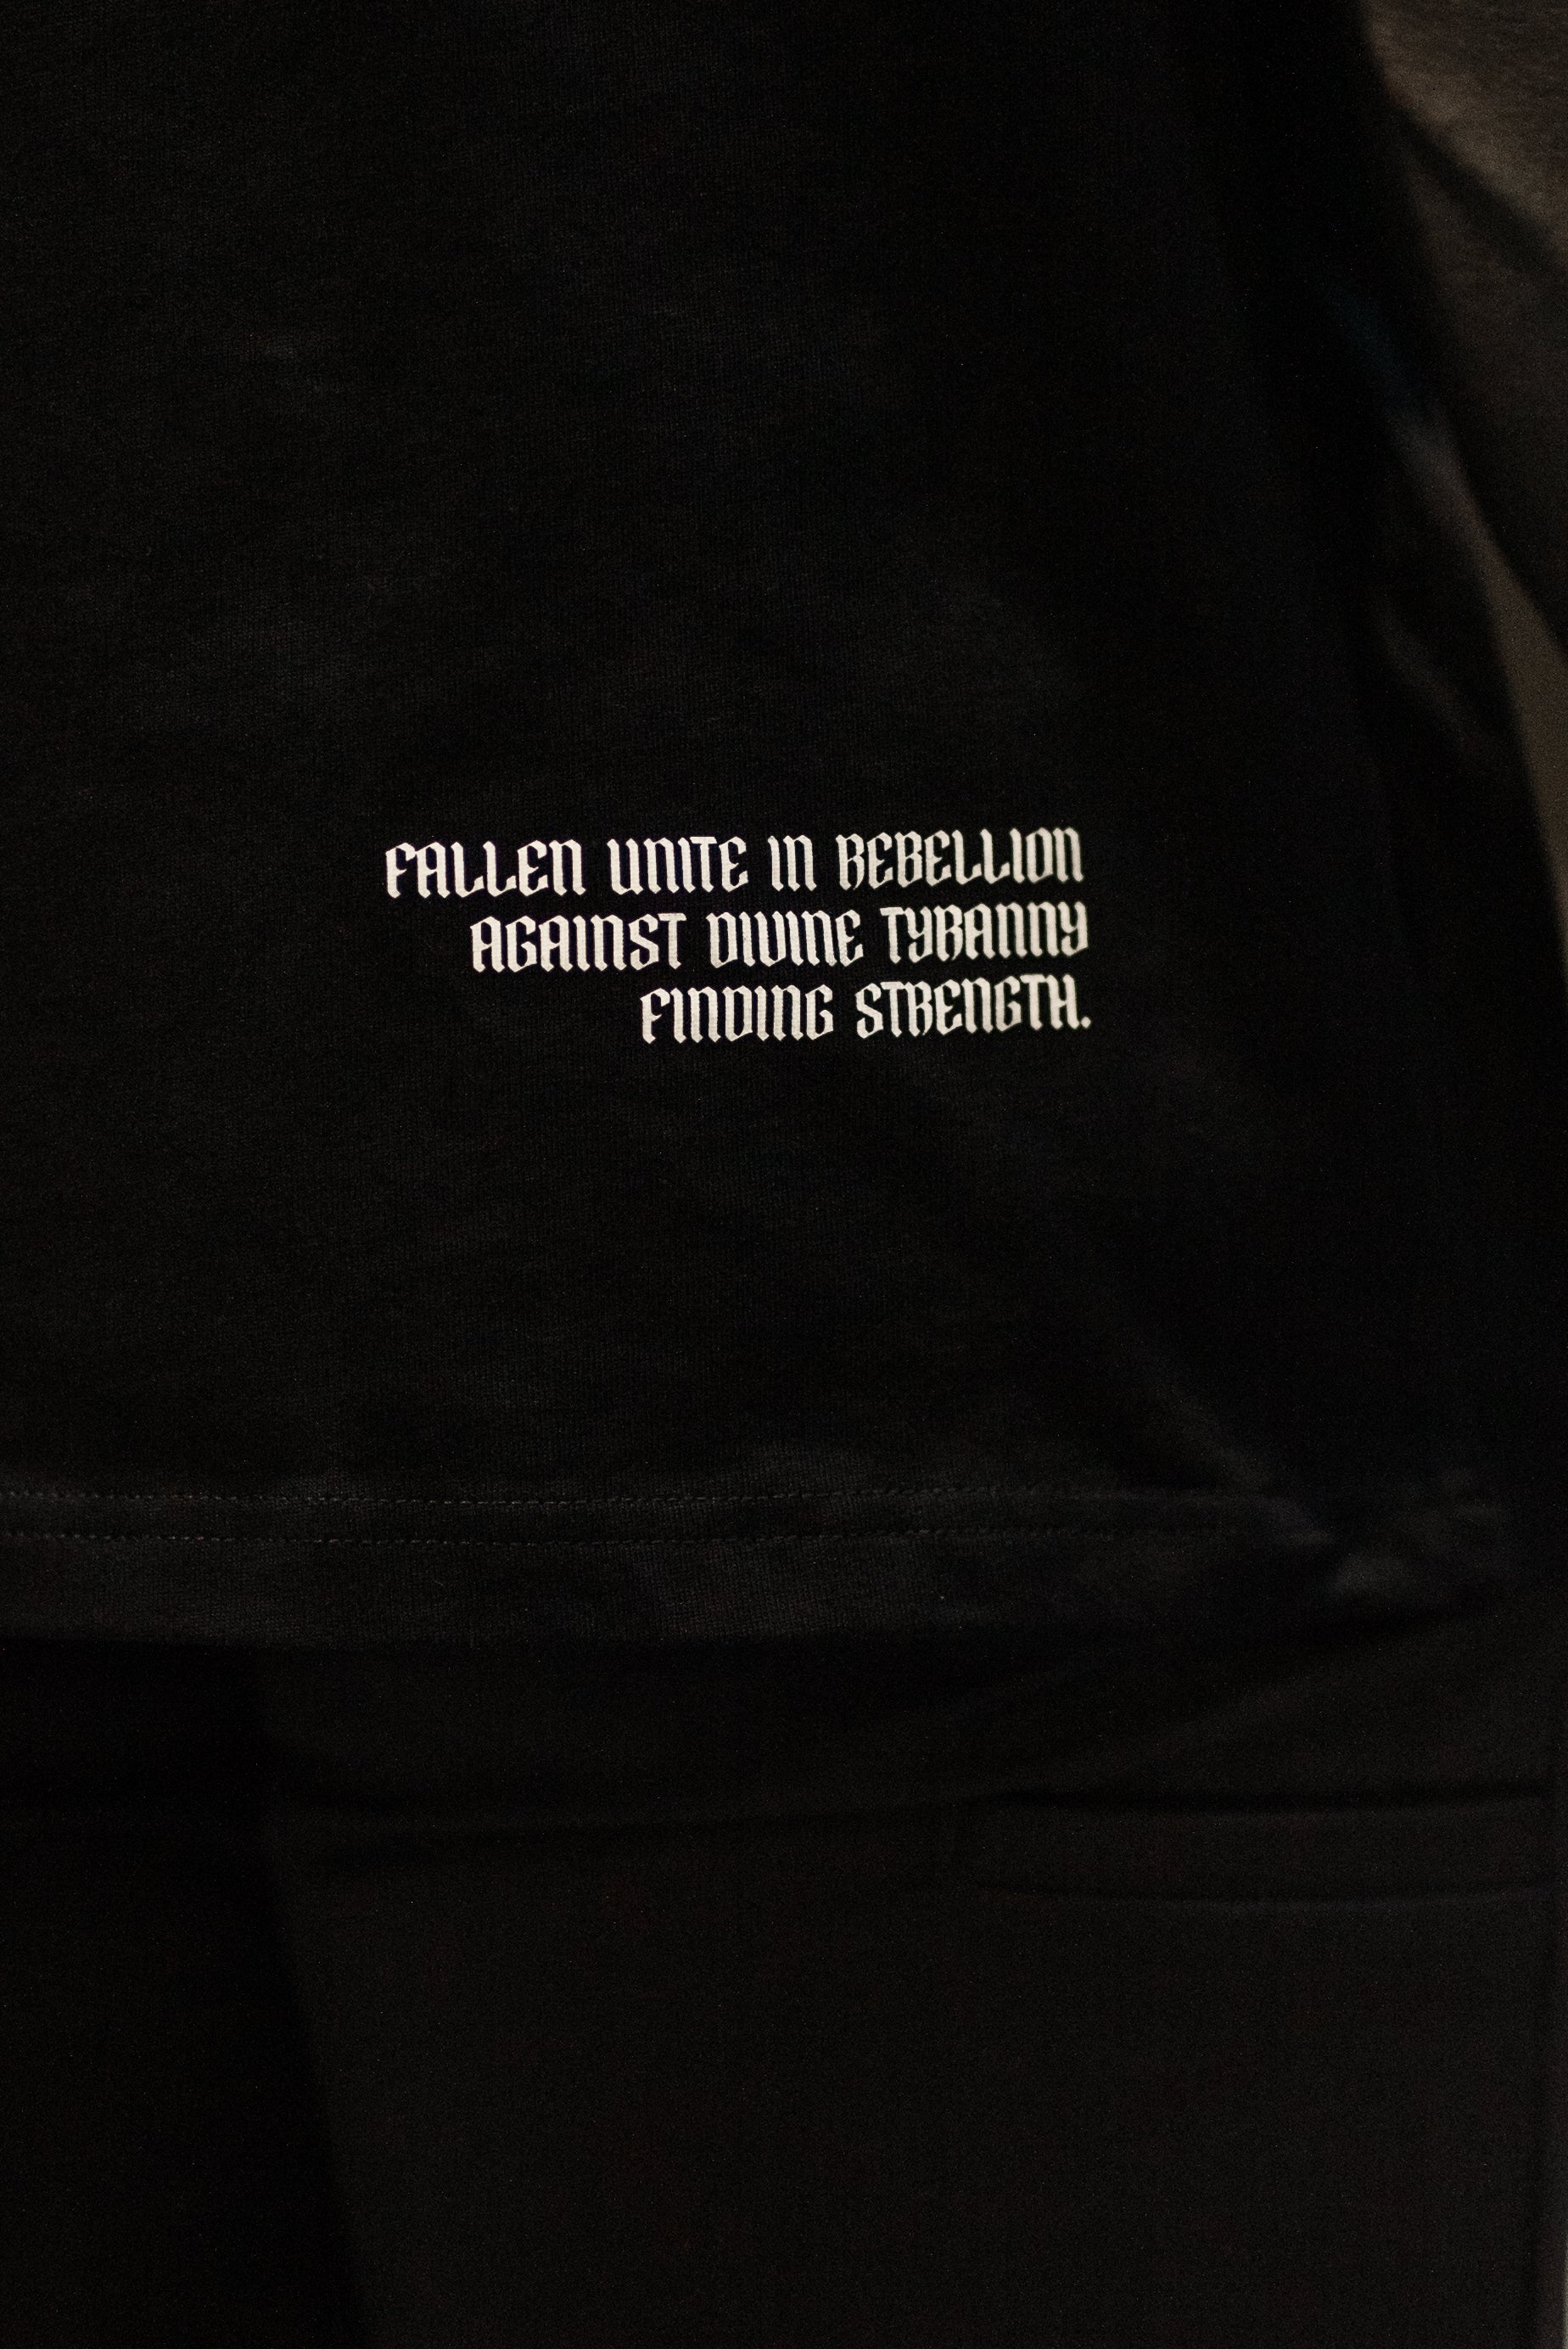 FALLEN UNITE IN REBELLION
AGAINST DIVINE TYRANNY
FINDING STRENGTH.